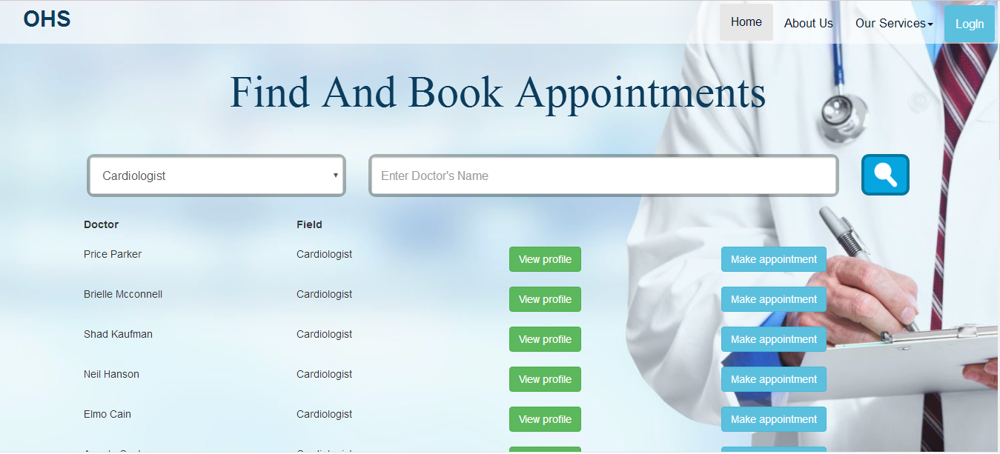 OHS
Home About Us Our Services Login
Find And Book Appointments
Cardiologist Enter Doctor's Name
Doctor Field
Price Parker Cardiologist View profile Make appointment
Brielle Mcconnell Cardiologist View profile Make appointment
Shad Kaufman Cardiologist View profile Make appointment
Neil Hanson Cardiologist View profile Make appointment
Elmo Cain Cardiologist View profile Make appointment